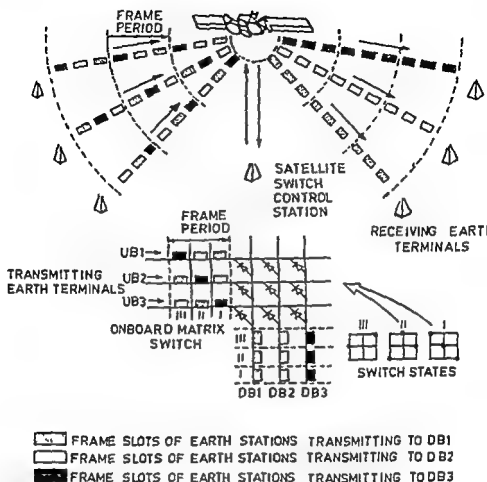 FRAME
PERIOD
SATELLITE
SWITCH
CONTROL
STATION
RECEIVING EARTH
TERMINALS
FRAME
PERIOD
UB1
UB2
UB3
TRANSMITTING
EARTH TERMINALS
III II I
ONBOARD MATRIX
SWITCH
III
II
I
DB1 DB2 DB3
III II I
SWITCH STATES
FRAME SLOTS OF EARTH STATIONS TRANSMITTING TO DB1
FRAME SLOTS OF EARTH STATIONS TRANSMITTING TO DB2
FRAME SLOTS OF EARTH STATIONS TRANSMITTING TO DB3